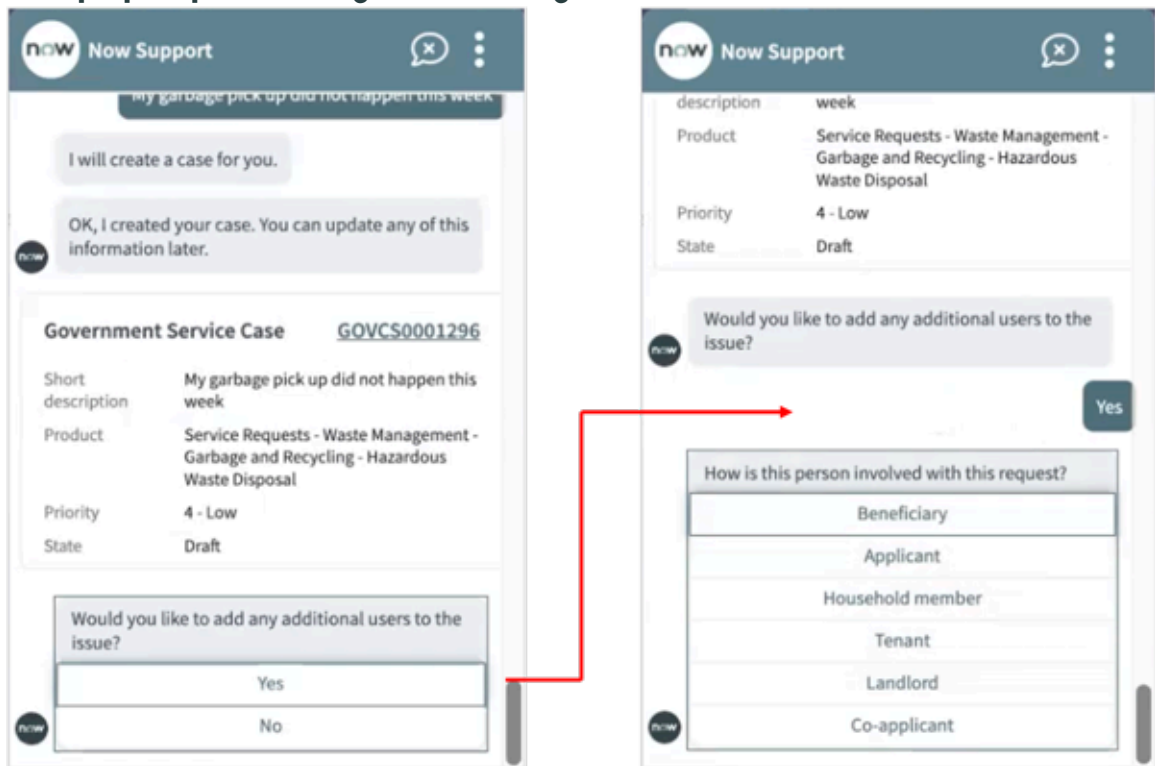 now Now Support
My garbage pick up did not happen this week
I will create a case for you.
OK, I created your case. You can update any of this
information later.
now
Government Service Case GOVCS0001296
Short
description
My garbage pick up did not happen this
week
Product
Service Requests - Waste Management -
Garbage and Recycling - Hazardous
Waste Disposal
Priority 4 - Low
State Draft
Would you like to add any additional users to the
issue?
Yes
No
now
now Now Support
description week
Product
Service Requests - Waste Management -
Garbage and Recycling - Hazardous
Waste Disposal
Priority 4 - Low
State Draft
Would you like to add any additional users to the
issue?
now
Yes
How is this person involved with this request?
Beneficiary
Applicant
Household member
Tenant
Landlord
Co-applicant
now